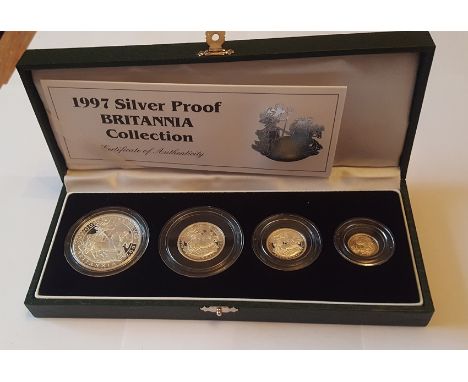 1997 Silver Proof
BRITANNIA
Collection
Certificate of Authenticity